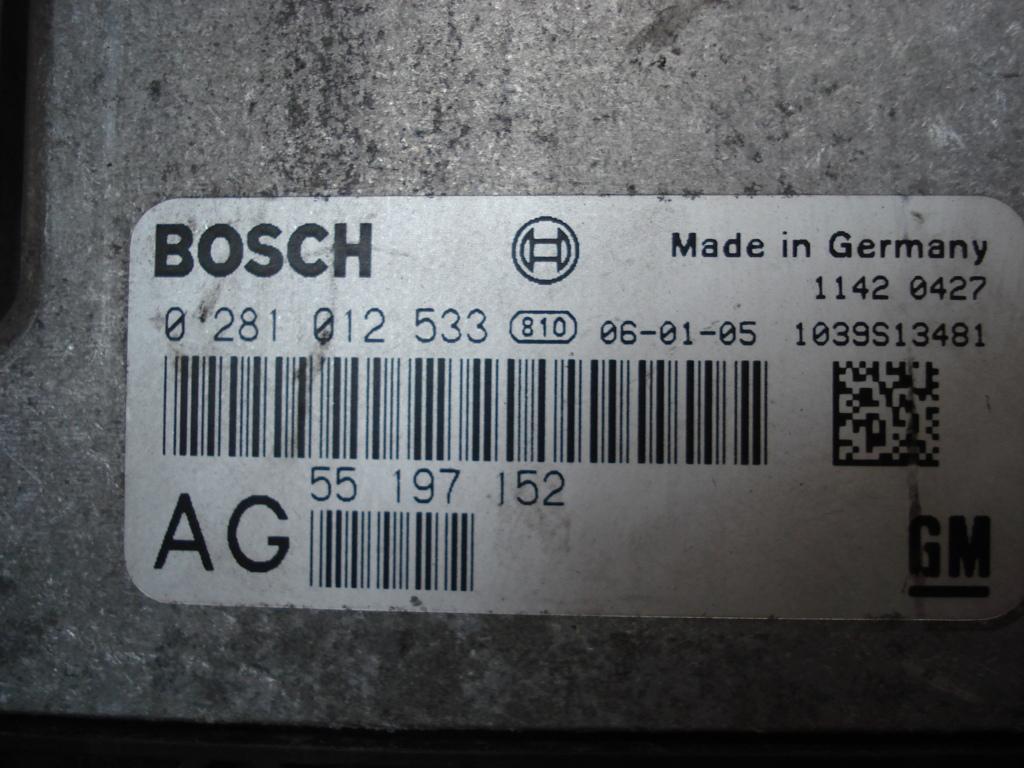 BOSCH
Made in Germany
1142 0427
0 281 012 533 810 06-01-05 1039S13481
55 197 152
AG
GM